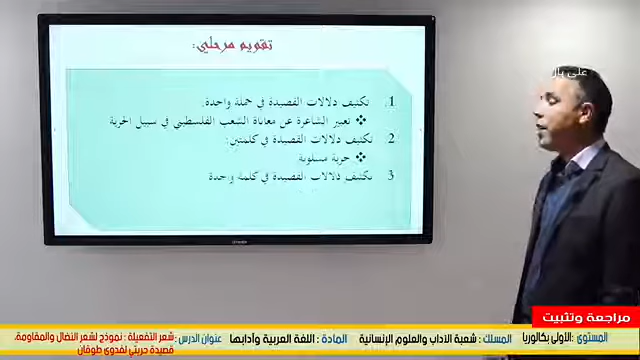 تقويم مرحلي:
على بال
1. تكثيف دلالات القصيدة في جملة واحدة.
❖ تعبير الشاعرة عن معاناة الشعب الفلسطيني في سبيل الحرية
2 تكثيف دلالات القصيدة في كلمتين:
❖ حرية مسلوبة
3 تكثيف دلالات القصيدة في كلمة واحدة
مراجعة وتثبيت
المستوى :الأولى بكالوريا المسلك : شعبة الآداب والعلوم الإنسانية المادة : اللغة العربية وآدابها عنوان الدرس : شعر التفعيلة : نموذج لشعر النضال والمقاومة،
قصيدة حريتي لفدوى طوقان